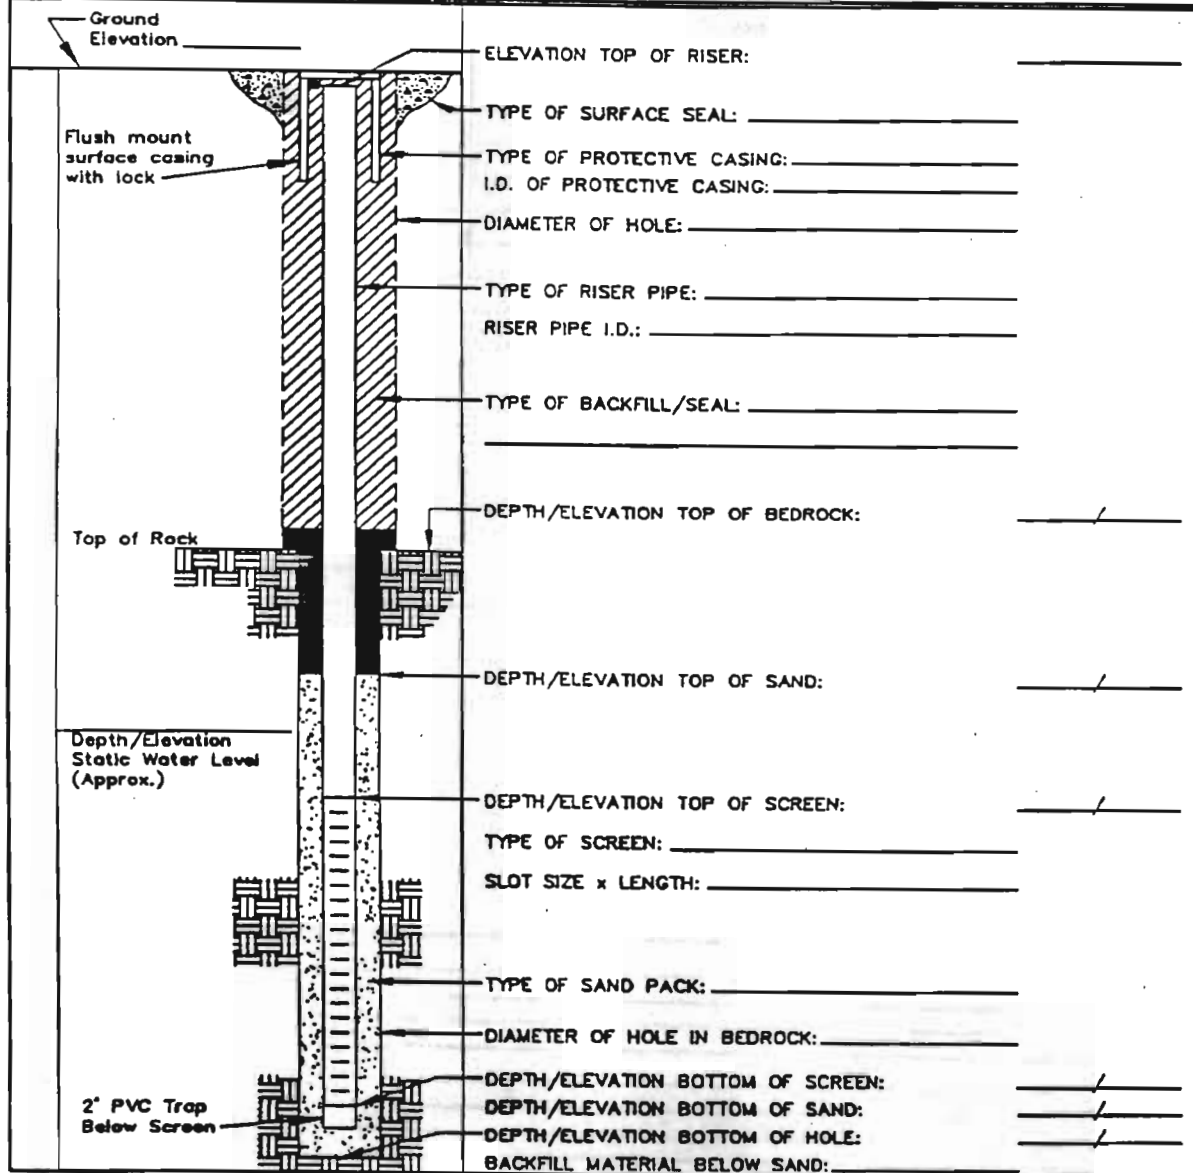 Ground
Elevation
ELEVATION TOP OF RISER:
TYPE OF SURFACE SEAL:
Flush mount
surface casing
with lock
TYPE OF PROTECTIVE CASING:
I.D. OF PROTECTIVE CASING:
DIAMETER OF HOLE:
TYPE OF RISER PIPE:
RISER PIPE I.D.:
TYPE OF BACKFILL/SEAL:
Top of Rock
DEPTH/ELEVATION TOP OF BEDROCK: /
DEPTH/ELEVATION TOP OF SAND: /
Depth/Elevation
Static Water Level
(Approx.)
DEPTH/ELEVATION TOP OF SCREEN: /
TYPE OF SCREEN:
SLOT SIZE x LENGTH:
TYPE OF SAND PACK:
DIAMETER OF HOLE IN BEDROCK:
DEPTH/ELEVATION BOTTOM OF SCREEN: /
2" PVC Trap
Below Screen
DEPTH/ELEVATION BOTTOM OF SAND: /
DEPTH/ELEVATION BOTTOM OF HOLE: /
BACKFILL MATERIAL BELOW SAND: